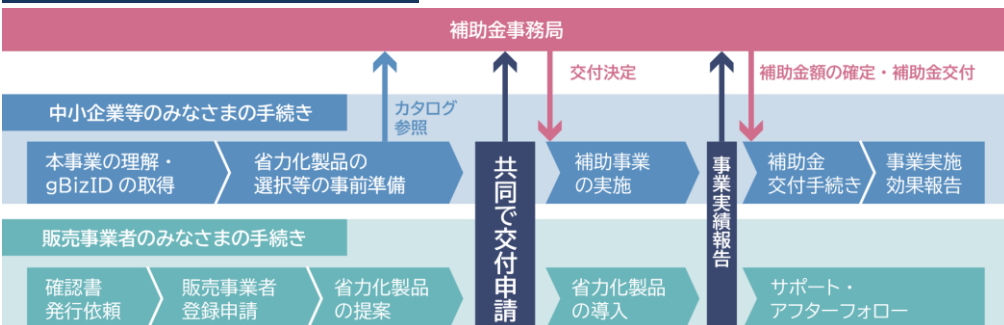 補助金事務局
交付決定
補助金額の確定・補助金交付
カタログ
参照
中小企業等のみなさまの手続き
本事業の理解・
gBizIDの取得
省力化製品の
選択等の事前準備
共同で交付申請
補助事業
の実施
事業実績報告
補助金
交付手続き
事業実施
効果報告
販売事業者のみなさまの手続き
確認書
発行依頼
販売事業者
登録申請
省力化製品
の提案
省力化製品
の導入
サポート・
アフターフォロー